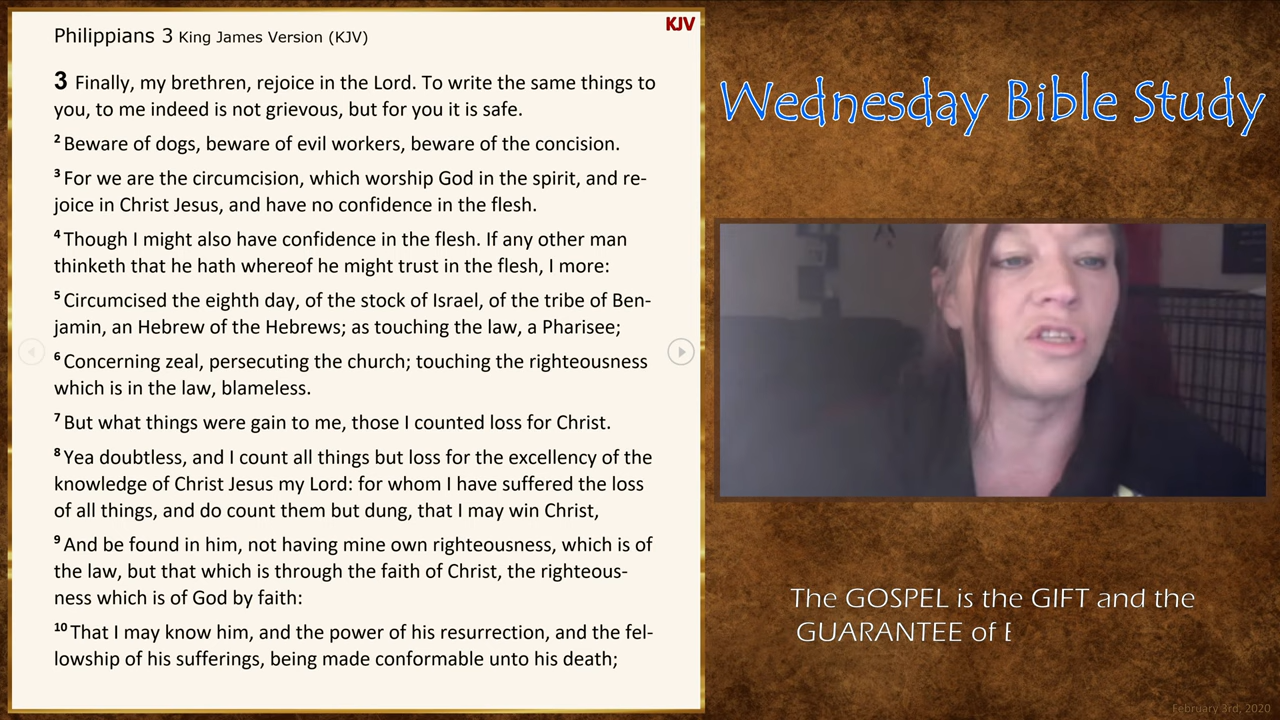 KJV
Philippians 3 King James Version (KJV)
3 Finally, my brethren, rejoice in the Lord. To write the same things to
you, to me indeed is not grievous, but for you it is safe.
2 Beware of dogs, beware of evil workers, beware of the concision.
3 For we are the circumcision, which worship God in the spirit, and re-
joice in Christ Jesus, and have no confidence in the flesh.
4 Though I might also have confidence in the flesh. If any other man
thinketh that he hath whereof he might trust in the flesh, I more:
5 Circumcised the eighth day, of the stock of Israel, of the tribe of Ben-
jamin, an Hebrew of the Hebrews; as touching the law, a Pharisee;
6 Concerning zeal, persecuting the church; touching the righteousness
which is in the law, blameless.
7 But what things were gain to me, those I counted loss for Christ.
8 Yea doubtless, and I count all things but loss for the excellency of the
knowledge of Christ Jesus my Lord: for whom I have suffered the loss
of all things, and do count them but dung, that I may win Christ,
9 And be found in him, not having mine own righteousness, which is of
the law, but that which is through the faith of Christ, the righteous-
ness which is of God by faith:
10 That I may know him, and the power of his resurrection, and the fel-
lowship of his sufferings, being made conformable unto his death;
Wednesday Bible Study
The GOSPEL is the GIFT and the
GUARANTEE of
February 3rd, 2020